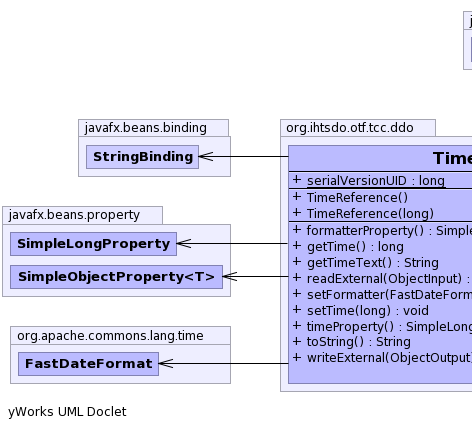 javafx.beans.binding
StringBinding
javafx.beans.property
SimpleLongProperty
SimpleObjectProperty<T>
org.apache.commons.lang.time
FastDateFormat
org.ihtsdo.otf.tcc.ddo
Time
+ serialVersionUID : long
+ TimeReference()
+ TimeReference(long)
+ formatterProperty() : Simple
+ getTime() : long
+ getTimeText() : String
+ readExternal(ObjectInput) :
+ setFormatter(FastDateForm
+ setTime(long) : void
+ timeProperty() : SimpleLong
+ toString() : String
+ writeExternal(ObjectOutput)
yWorks UML Doclet